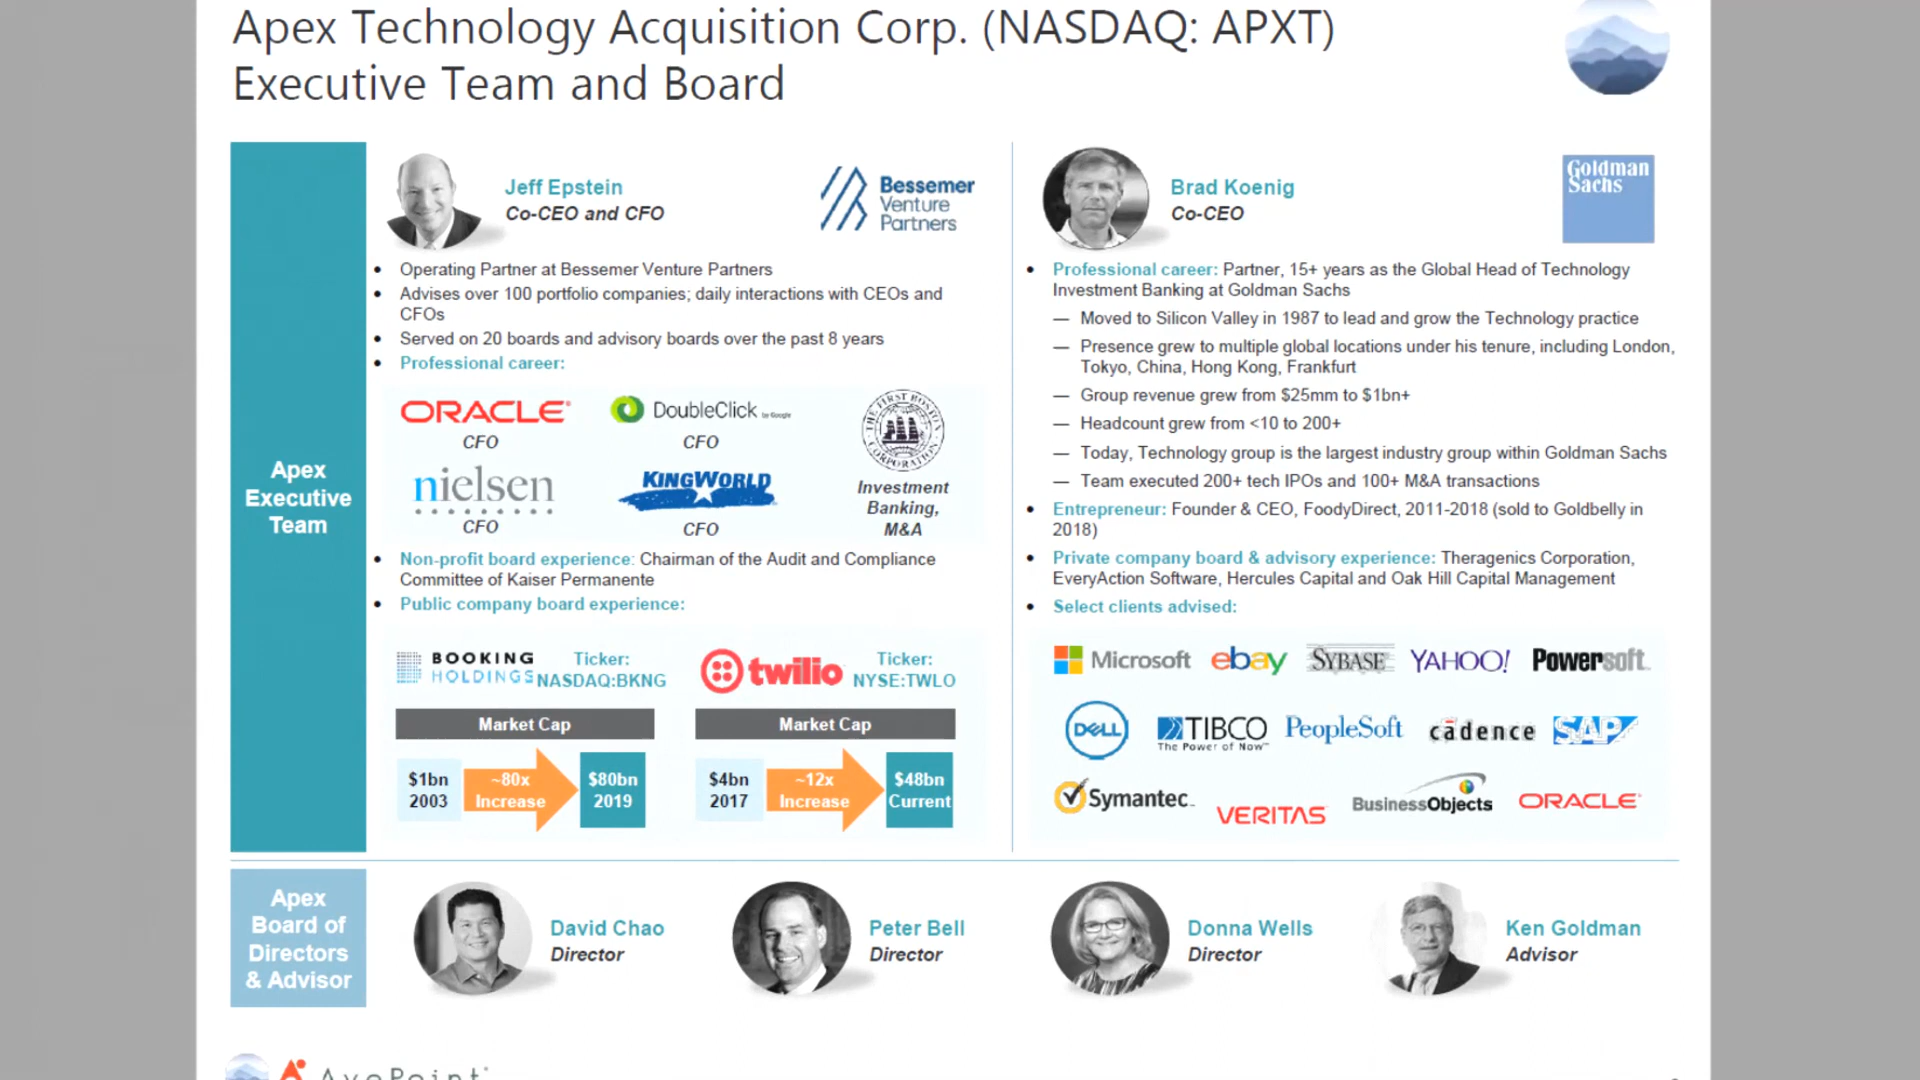 Apex Technology Acquisition Corp. (NASDAQ: APXT)
Executive Team and Board
Apex
Executive
Team
Jeff Epstein
Co-CEO and CFO
Bessemer
Venture
Partners
• Operating Partner at Bessemer Venture Partners
• Advises over 100 portfolio companies; daily interactions with CEOs and
CFOs
• Served on 20 boards and advisory boards over the past 8 years
• Professional career:
ORACLE
CFO
DoubleClick by Google
CFO
THE FIRST BOSTON CORPORATION
Investment
Banking,
M&A
nielsen
CFO
KINGWORLD
CFO
• Non-profit board experience: Chairman of the Audit and Compliance
Committee of Kaiser Permanente
• Public company board experience:
BOOKING
HOLDINGS
Ticker:
NASDAQ:BKNG
twilio
Ticker:
NYSE:TWLO
Market Cap
Market Cap
$1bn
2003
~80x
Increase
$80bn
2019
$4bn
2017
~12x
Increase
$48bn
Current
Brad Koenig
Co-CEO
Goldman
Sachs
• Professional career: Partner, 15+ years as the Global Head of Technology
Investment Banking at Goldman Sachs
— Moved to Silicon Valley in 1987 to lead and grow the Technology practice
— Presence grew to multiple global locations under his tenure, including London,
Tokyo, China, Hong Kong, Frankfurt
— Group revenue grew from $25mm to $1bn+
— Headcount grew from <10 to 200+
— Today, Technology group is the largest industry group within Goldman Sachs
— Team executed 200+ tech IPOs and 100+ M&A transactions
• Entrepreneur: Founder & CEO, FoodyDirect, 2011-2018 (sold to Goldbelly in
2018)
• Private company board & advisory experience: Theragenics Corporation,
EveryAction Software, Hercules Capital and Oak Hill Capital Management
• Select clients advised:
Microsoft ebay SYBASE YAHOO! Powersoft
DELL TIBCO PeopleSoft cadence SAP
The Power of Now
Symantec VERITAS BusinessObjects ORACLE
Apex
Board of
Directors
& Advisor
David Chao
Director
Peter Bell
Director
Donna Wells
Director
Ken Goldman
Advisor
AvePoint